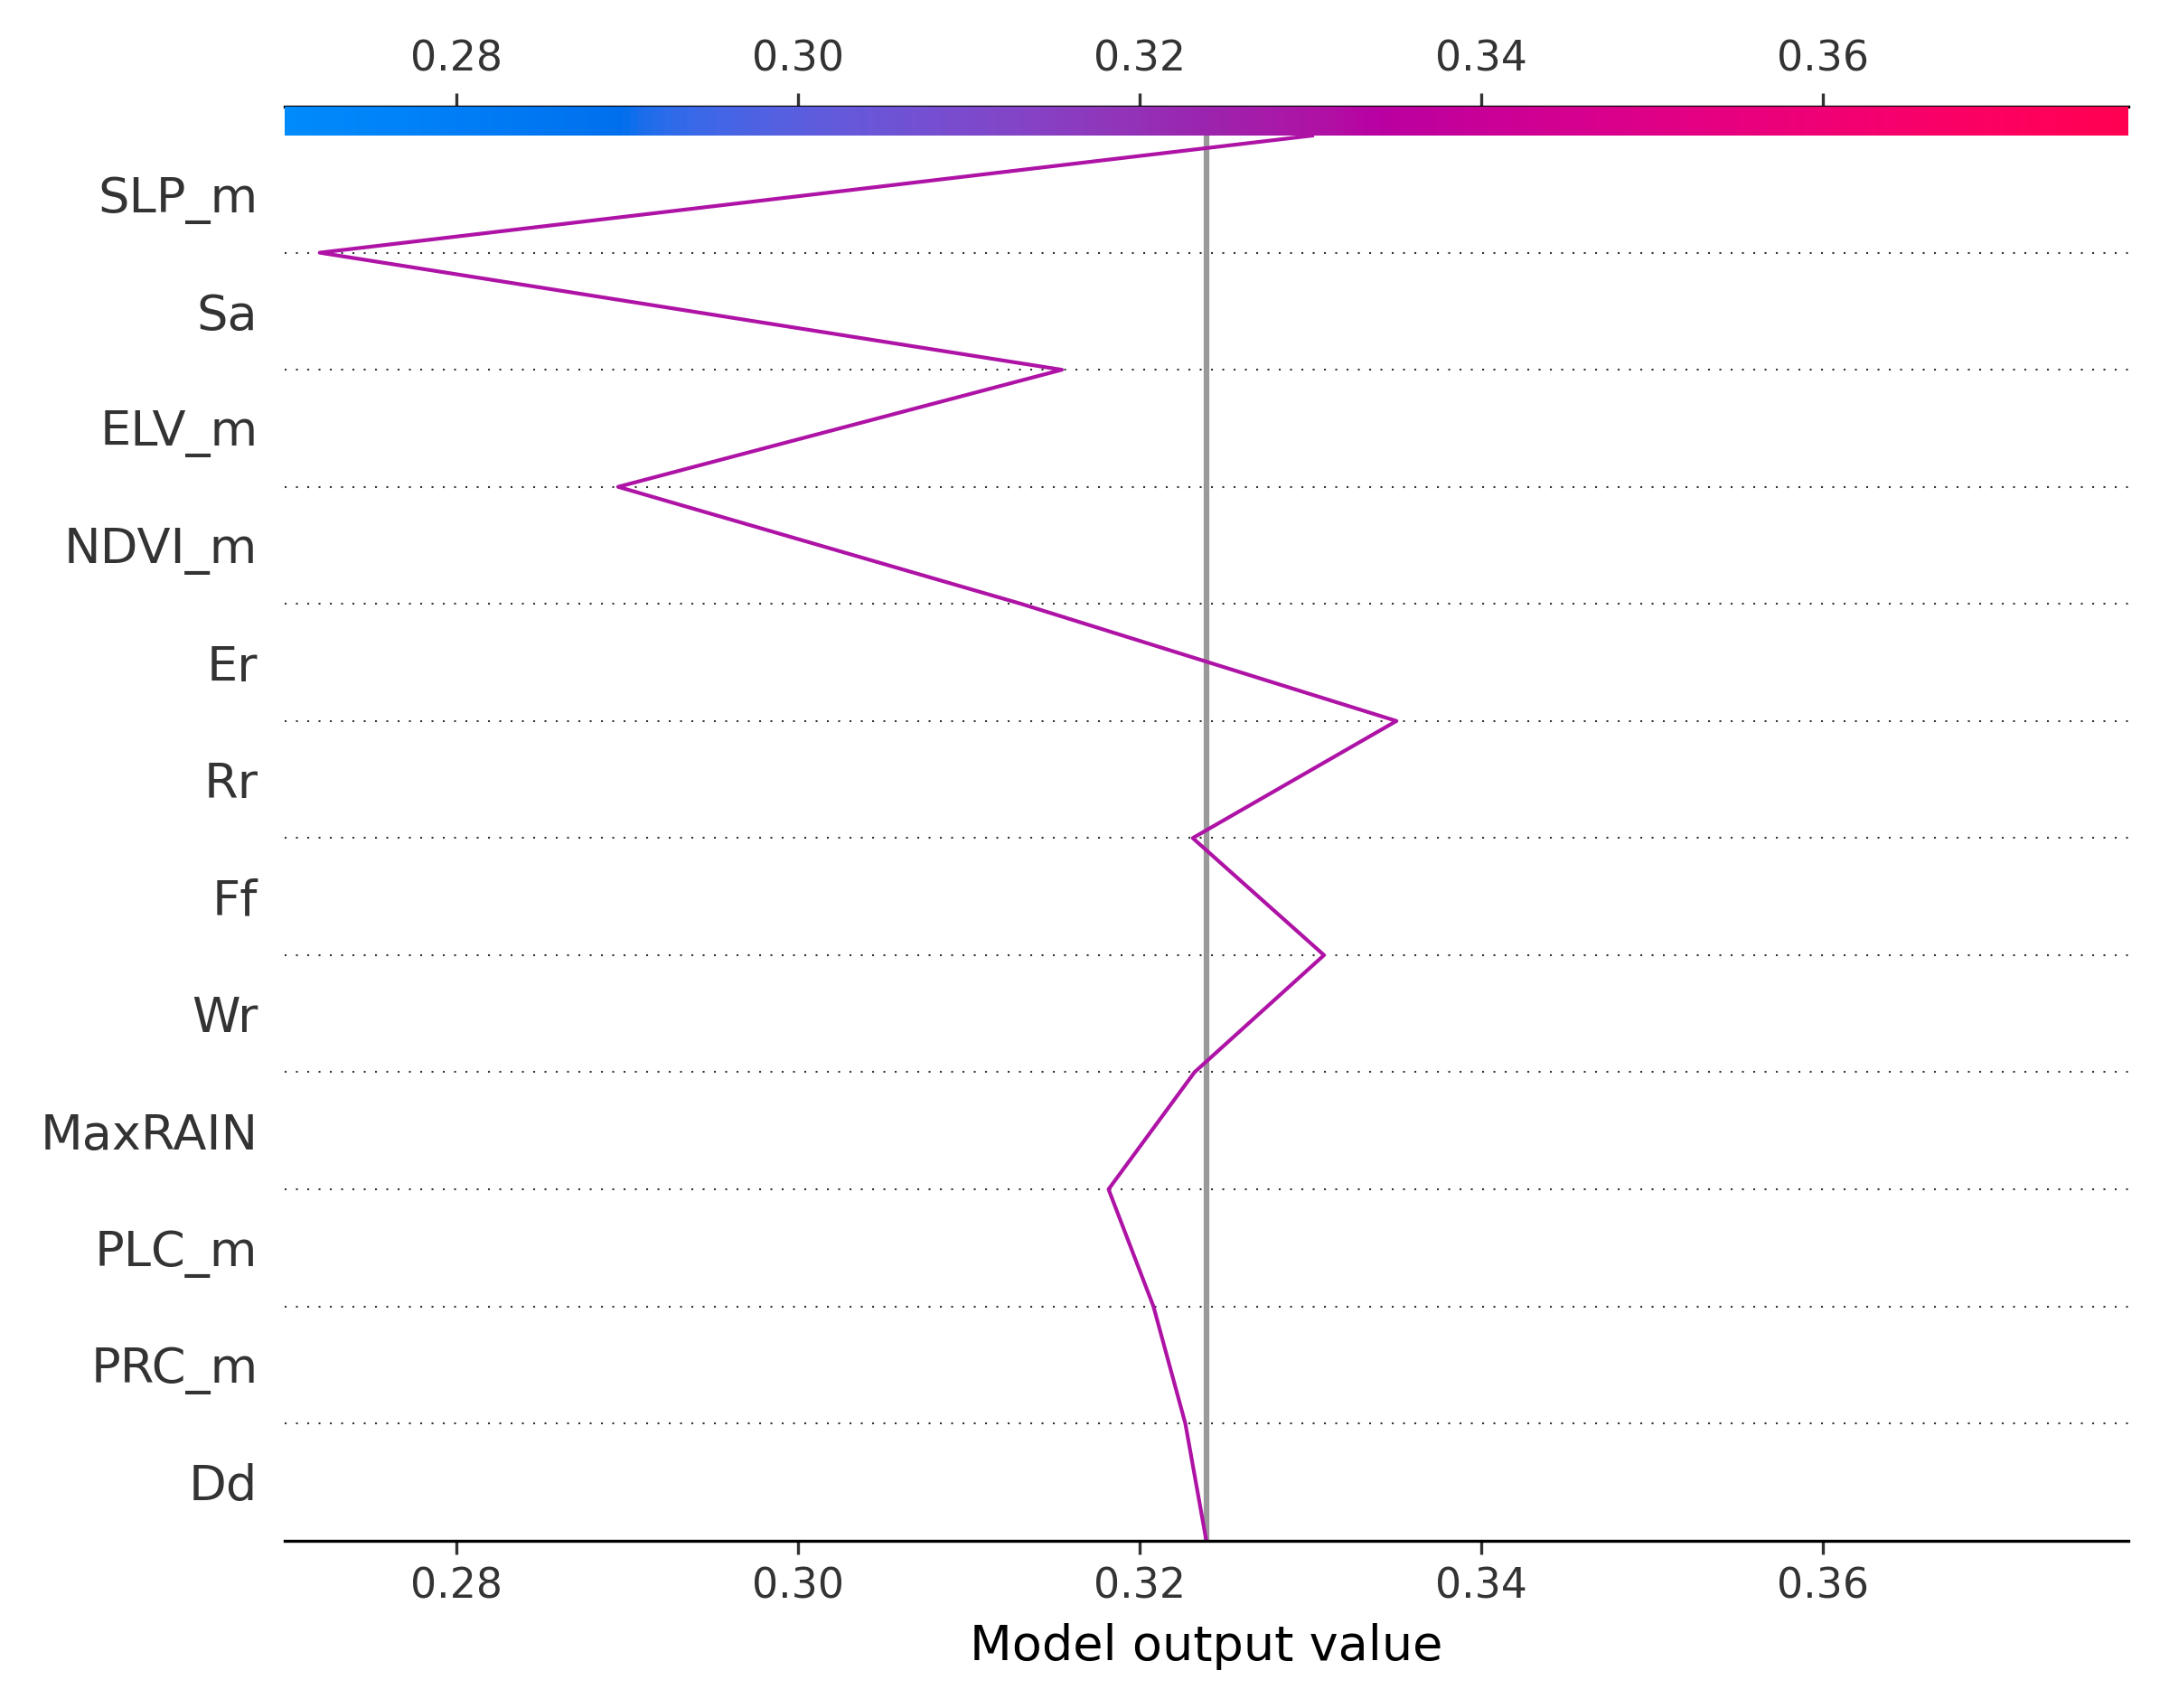 0.28 0.30 0.32 0.34 0.36
SLP_m
Sa
ELV_m
NDVI_m
Er
Rr
Ff
Wr
MaxRAIN
PLC_m
PRC_m
Dd
0.28 0.30 0.32 0.34 0.36
Model output value